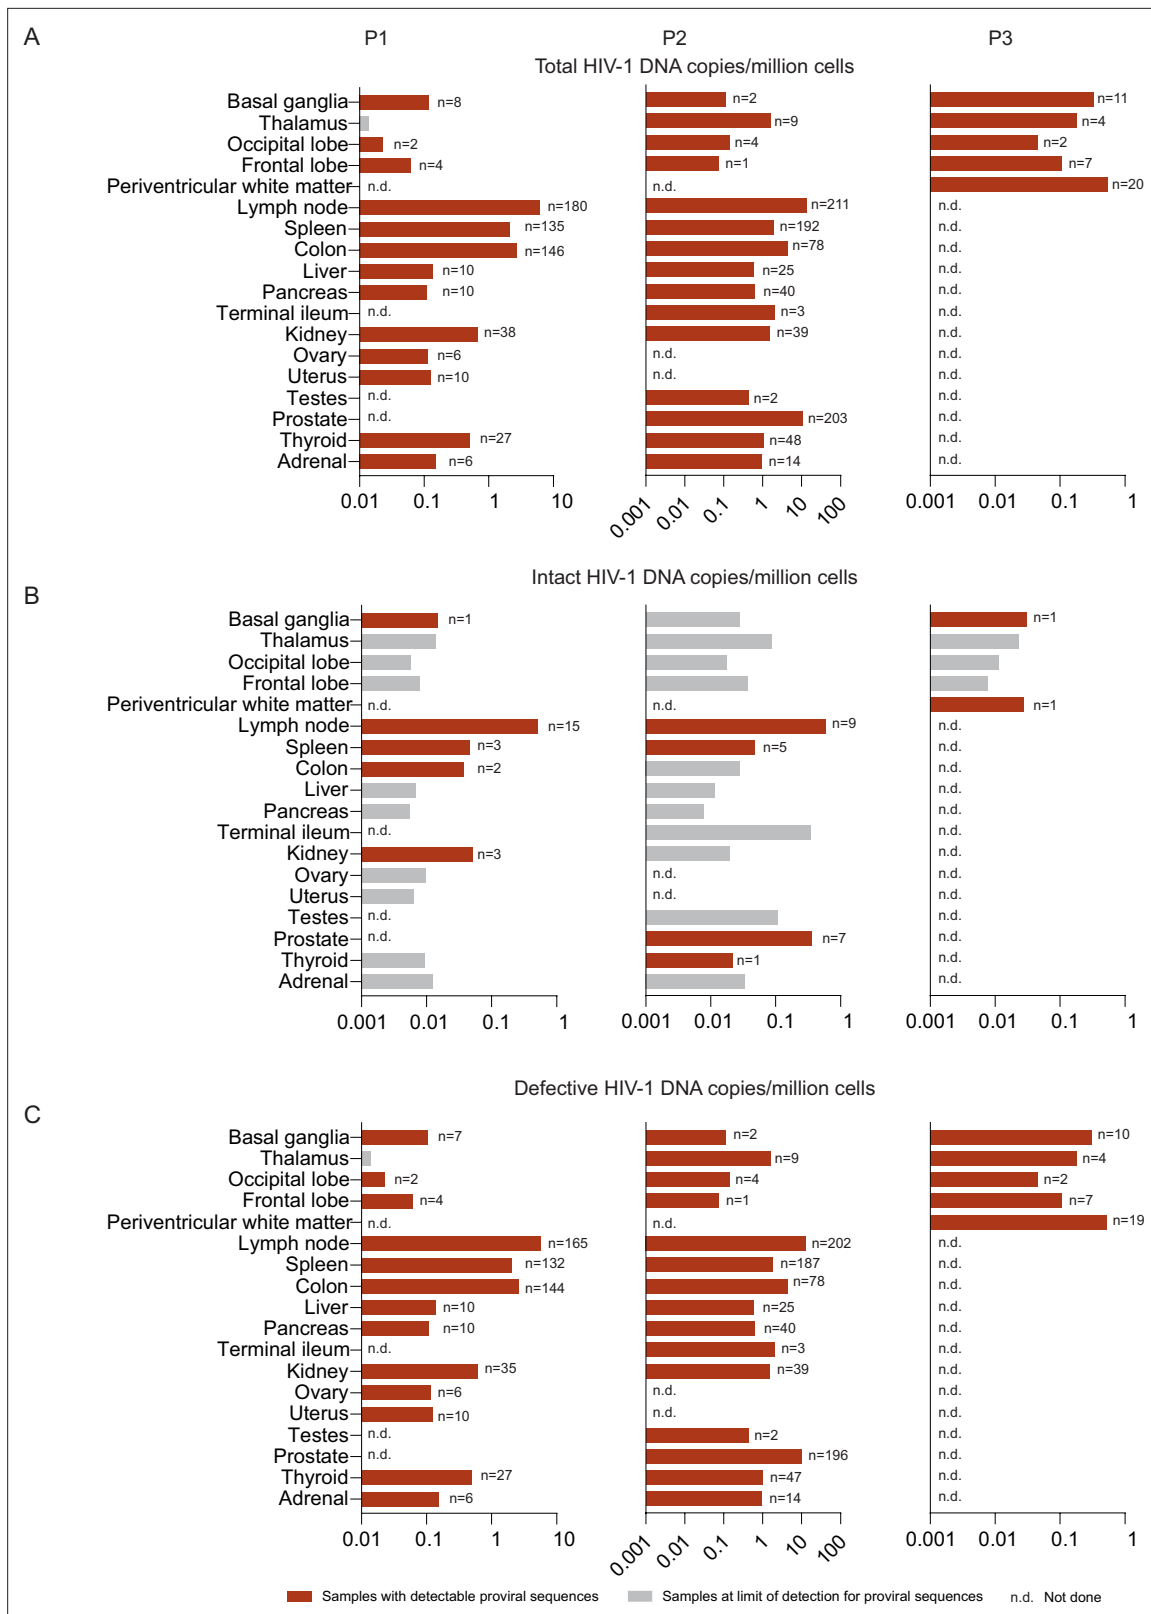 A
P1 P2 P3
Total HIV-1 DNA copies/million cells
Basal ganglia n=8 n=2 n=11
Thalamus n=9 n=4
Occipital lobe n=2 n=4 n=2
Frontal lobe n=4 n=1 n=7
Periventricular white matter n.d. n.d. n=20
Lymph node n=180 n=211 n.d.
Spleen n=135 n=192 n.d.
Colon n=146 n=78 n.d.
Liver n=10 n=25 n.d.
Pancreas n=10 n=40 n.d.
Terminal ileum n.d. n=3 n.d.
Kidney n=38 n=39 n.d.
Ovary n=6 n.d. n.d.
Uterus n=10 n.d. n.d.
Testes n.d. n=2 n.d.
Prostate n.d. n=203 n.d.
Thyroid n=27 n=48 n.d.
Adrenal n=6 n=14 n.d.
0.01 0.1 1 10 0.001 0.01 0.1 1 10 100 0.001 0.01 0.1 1
B
Intact HIV-1 DNA copies/million cells
Basal ganglia n=1 n=1
Thalamus
Occipital lobe
Frontal lobe
Periventricular white matter n.d. n.d. n=1
Lymph node n=15 n=9 n.d.
Spleen n=3 n=5 n.d.
Colon n=2 n.d.
Liver n.d.
Pancreas n.d.
Terminal ileum n.d. n.d.
Kidney n=3 n.d.
Ovary n.d. n.d.
Uterus n.d. n.d.
Testes n.d. n.d.
Prostate n.d. n=7 n.d.
Thyroid n=1 n.d.
Adrenal n.d.
0.001 0.01 0.1 1 0.001 0.01 0.1 1 0.001 0.01 0.1 1
C
Defective HIV-1 DNA copies/million cells
Basal ganglia n=7 n=2 n=10
Thalamus n=9 n=4
Occipital lobe n=2 n=4 n=2
Frontal lobe n=4 n=1 n=7
Periventricular white matter n.d. n.d. n=19
Lymph node n=165 n=202 n.d.
Spleen n=132 n=187 n.d.
Colon n=144 n=78 n.d.
Liver n=10 n=25 n.d.
Pancreas n=10 n=40 n.d.
Terminal ileum n.d. n=3 n.d.
Kidney n=35 n=39 n.d.
Ovary n=6 n.d. n.d.
Uterus n=10 n.d. n.d.
Testes n.d. n=2 n.d.
Prostate n.d. n=196 n.d.
Thyroid n=27 n=47 n.d.
Adrenal n=6 n=14 n.d.
0.01 0.1 1 10 0.001 0.01 0.1 1 10 100 0.001 0.01 0.1 1
Samples with detectable proviral sequences Samples at limit of detection for proviral sequences n.d. Not done